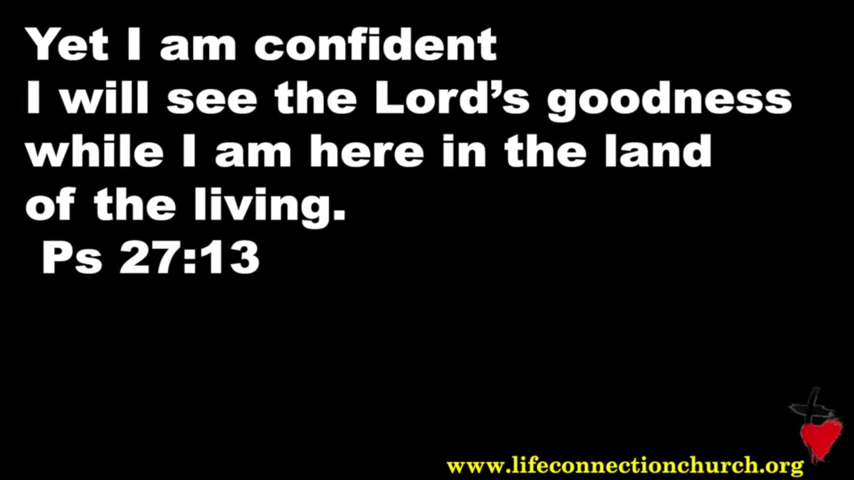 Yet I am confident
I will see the Lord’s goodness
while I am here in the land
of the living.
Ps 27:13
www.lifeconnectionchurch.org